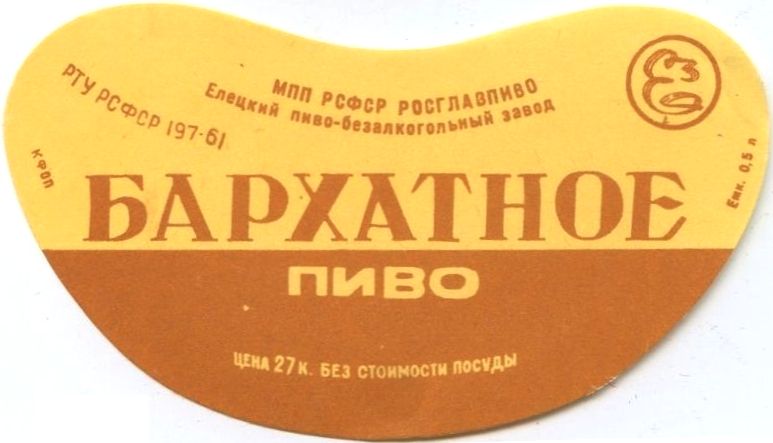 РТУ РСФСР 197-61
МПП РСФСР РОСГЛАВПИВО
Елецкий пиво-безалкогольный завод
КФОП
Емк. 0,5 л
БАРХАТНОЕ
ПИВО
ЦЕНА 27 К. БЕЗ СТОИМОСТИ ПОСУДЫ